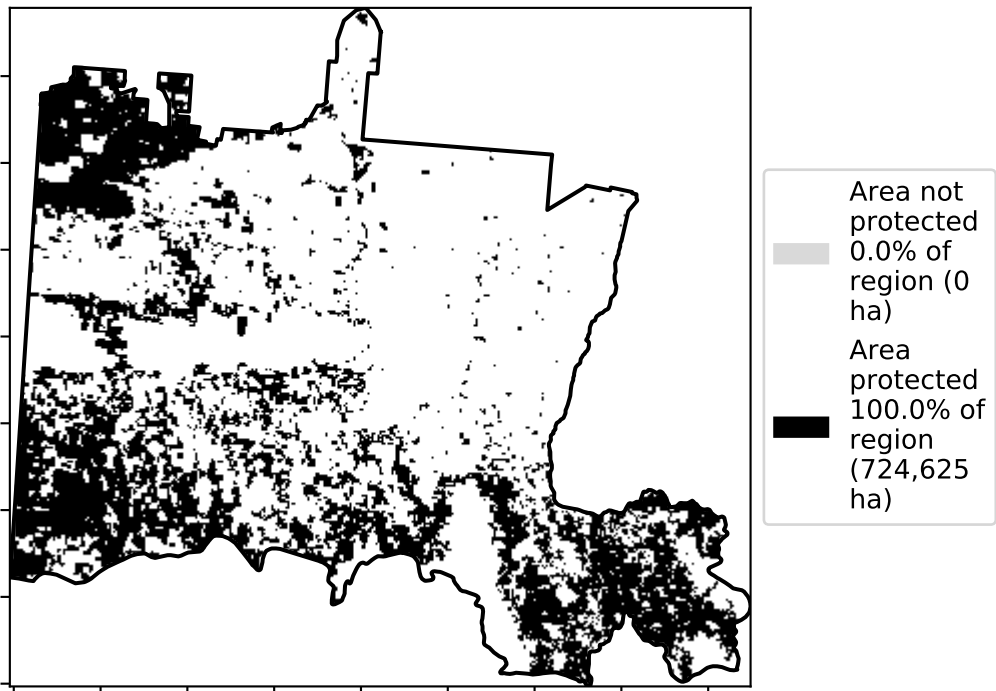 Area not
protected
0.0% of
region (0
ha)
Area
protected
100.0% of
region
(724,625
ha)